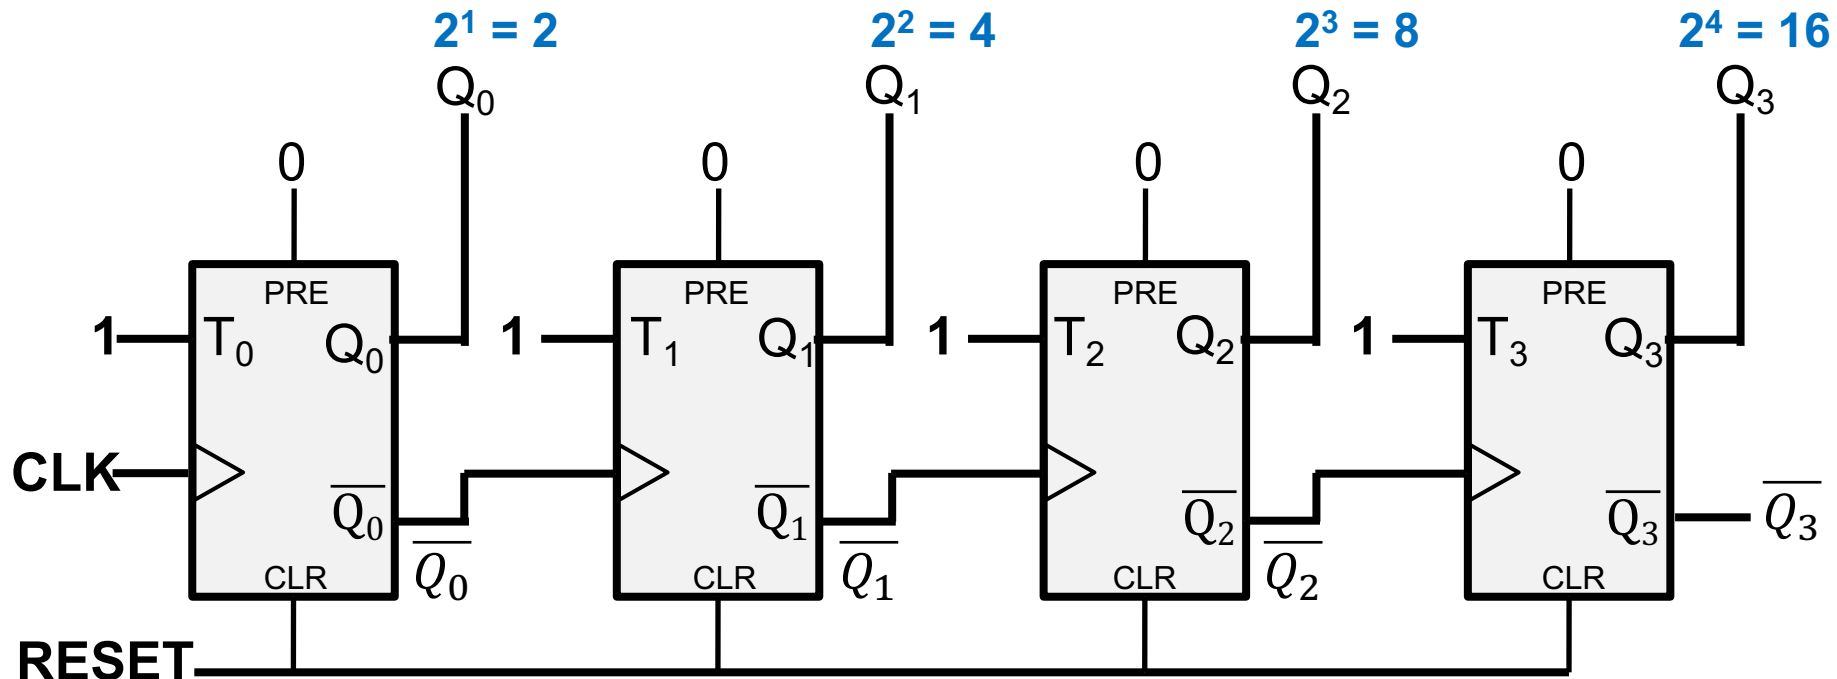 2¹ = 2 2² = 4 2³ = 8 2⁴ = 16
Q₀ Q₁ Q₂ Q₃
0 0 0 0
PRE PRE PRE PRE
1 T₀ Q₀ 1 T₁ Q₁ 1 T₂ Q₂ 1 T₃ Q₃
CLK
Q̅₀ Q̅₁ Q̅₂ Q̅₃ Q̅₃
CLR Q̅₀ CLR Q̅₁ CLR Q̅₂ CLR
RESET